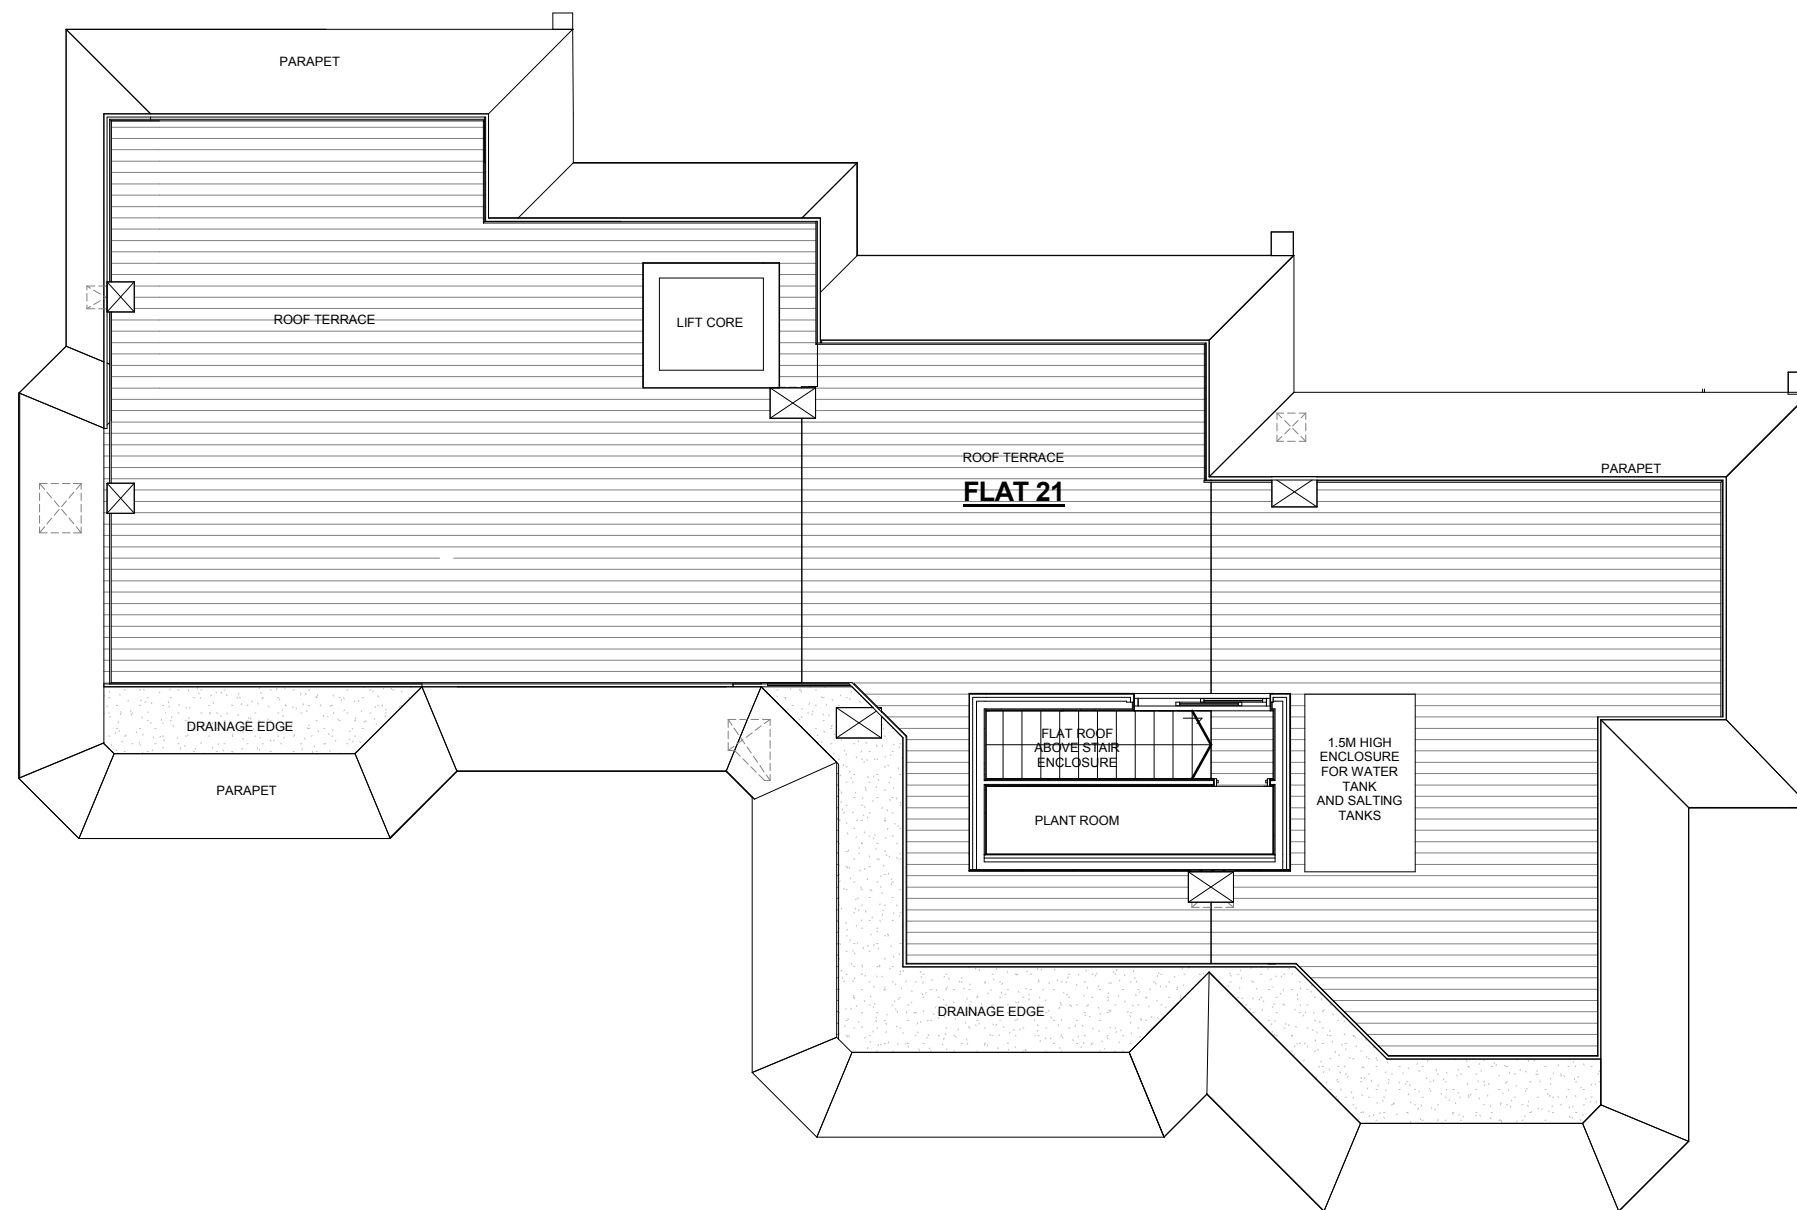 PARAPET
ROOF TERRACE
LIFT CORE
ROOF TERRACE
FLAT 21
PARAPET
DRAINAGE EDGE
PARAPET
FLAT ROOF
ABOVE STAIR
ENCLOSURE
PLANT ROOM
1.5M HIGH
ENCLOSURE
FOR WATER
TANK
AND SALTING
TANKS
DRAINAGE EDGE